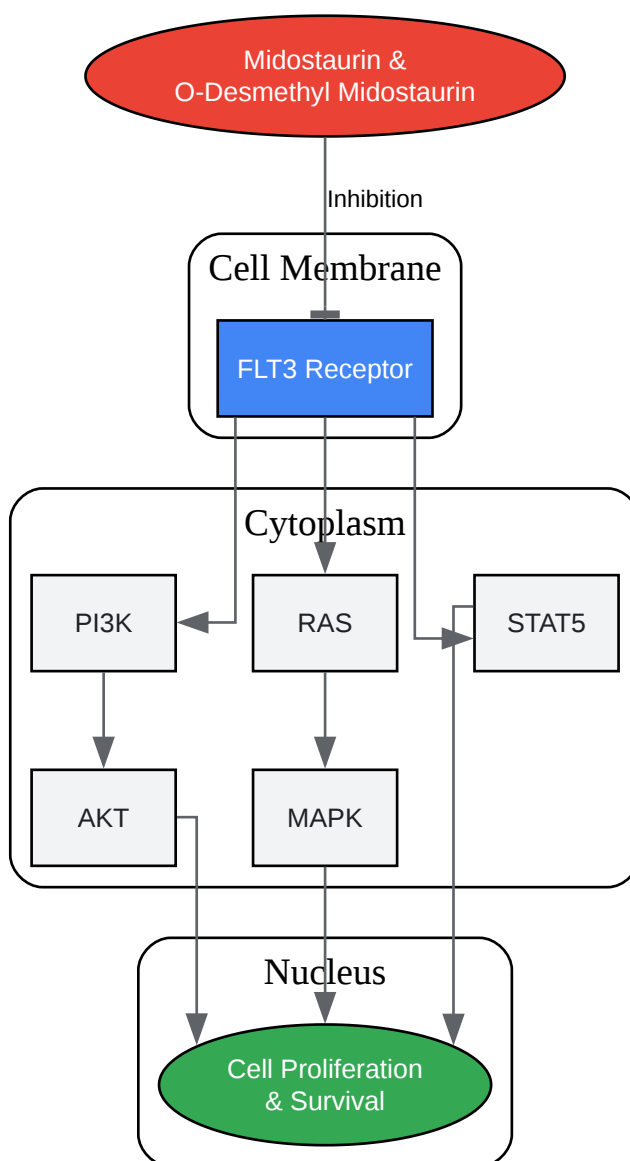 Midostaurin &
O-Desmethyl Midostaurin
Inhibition
Cell Membrane
FLT3 Receptor
Cytoplasm
PI3K
RAS
STAT5
AKT
MAPK
Nucleus
Cell Proliferation
& Survival